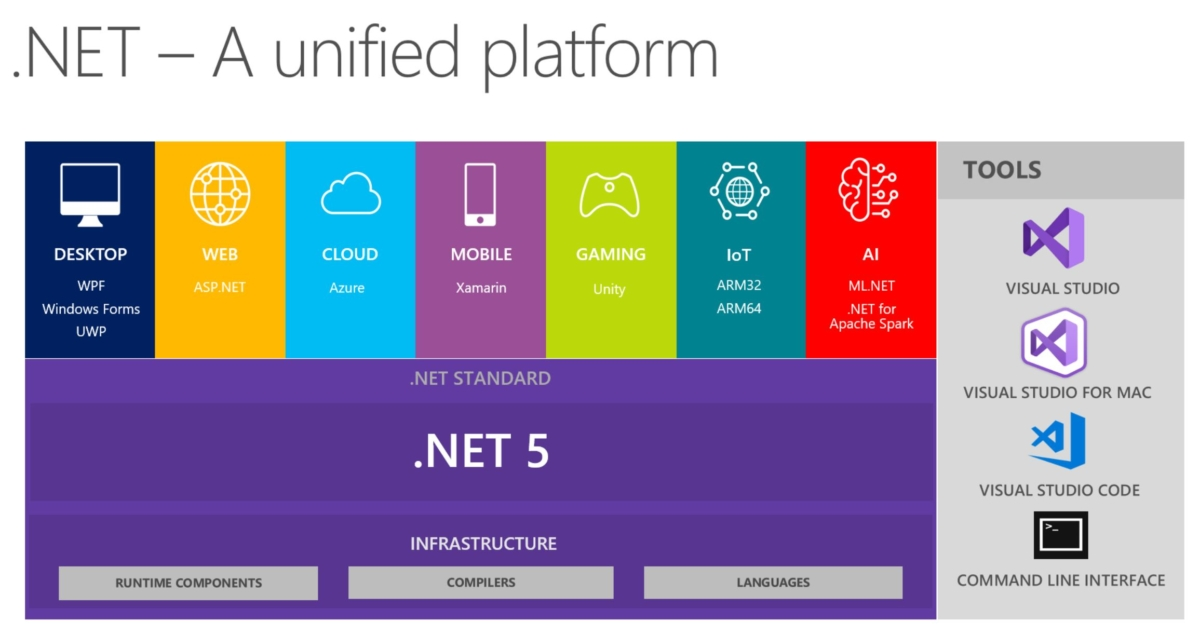 .NET – A unified platform
DESKTOP
WPF
Windows Forms
UWP
WEB
ASP.NET
CLOUD
Azure
MOBILE
Xamarin
GAMING
Unity
IoT
ARM32
ARM64
AI
ML.NET
.NET for
Apache Spark
.NET STANDARD
.NET 5
INFRASTRUCTURE
RUNTIME COMPONENTS
COMPILERS
LANGUAGES
TOOLS
VISUAL STUDIO
VISUAL STUDIO FOR MAC
VISUAL STUDIO CODE
>_
COMMAND LINE INTERFACE